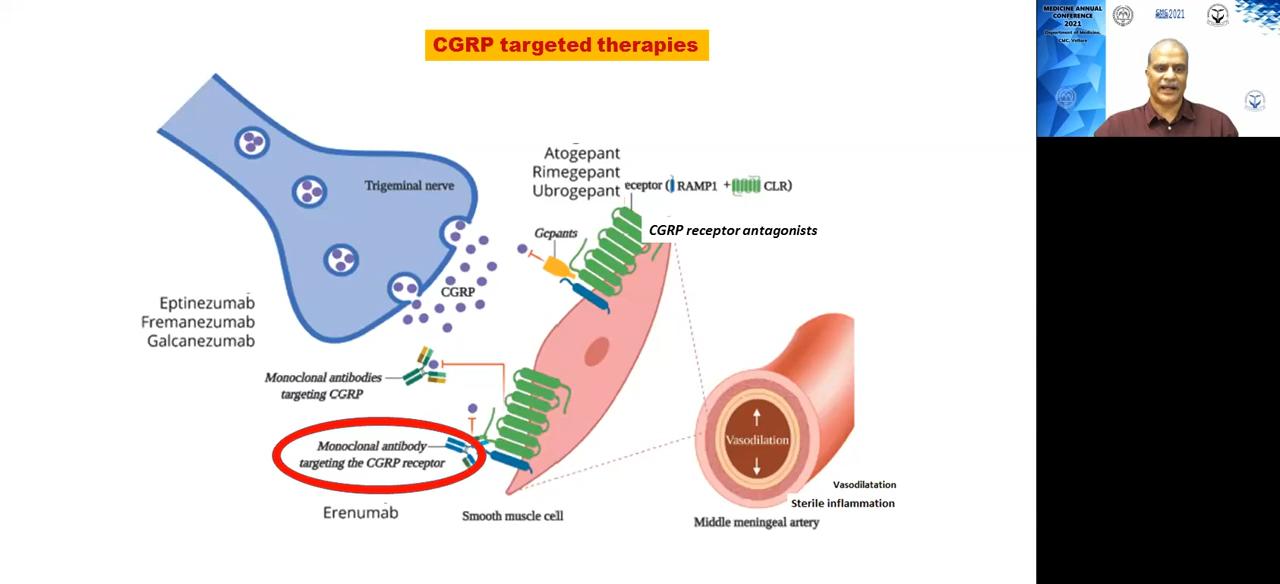 CGRP targeted therapies
MEDICINE ANNUAL
CONFERENCE
2021
Department of Medicine,
CMC, Vellore
CMC 2021
Trigeminal nerve
Atogepant
Rimegepant
Ubrogepant
eceptor ( RAMP1 + CLR)
CGRP receptor antagonists
Gepants
CGRP
Eptinezumab
Fremanezumab
Galcanezumab
Monoclonal antibodies
targeting CGRP
Monoclonal antibody
targeting the CGRP receptor
Erenumab
Smooth muscle cell
Vasodilation
Vasodilatation
Sterile inflammation
Middle meningeal artery